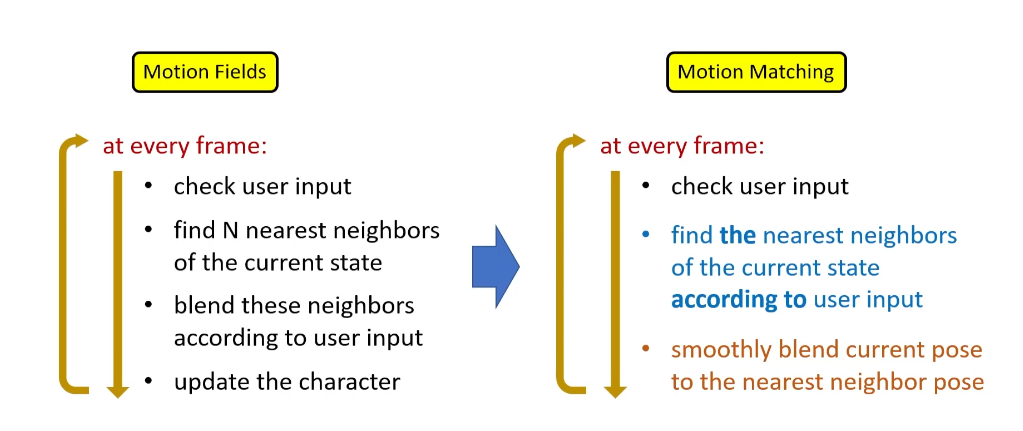 Motion Fields
at every frame:
• check user input
• find N nearest neighbors
of the current state
• blend these neighbors
according to user input
• update the character
Motion Matching
at every frame:
• check user input
• find the nearest neighbors
of the current state
according to user input
• smoothly blend current pose
to the nearest neighbor pose